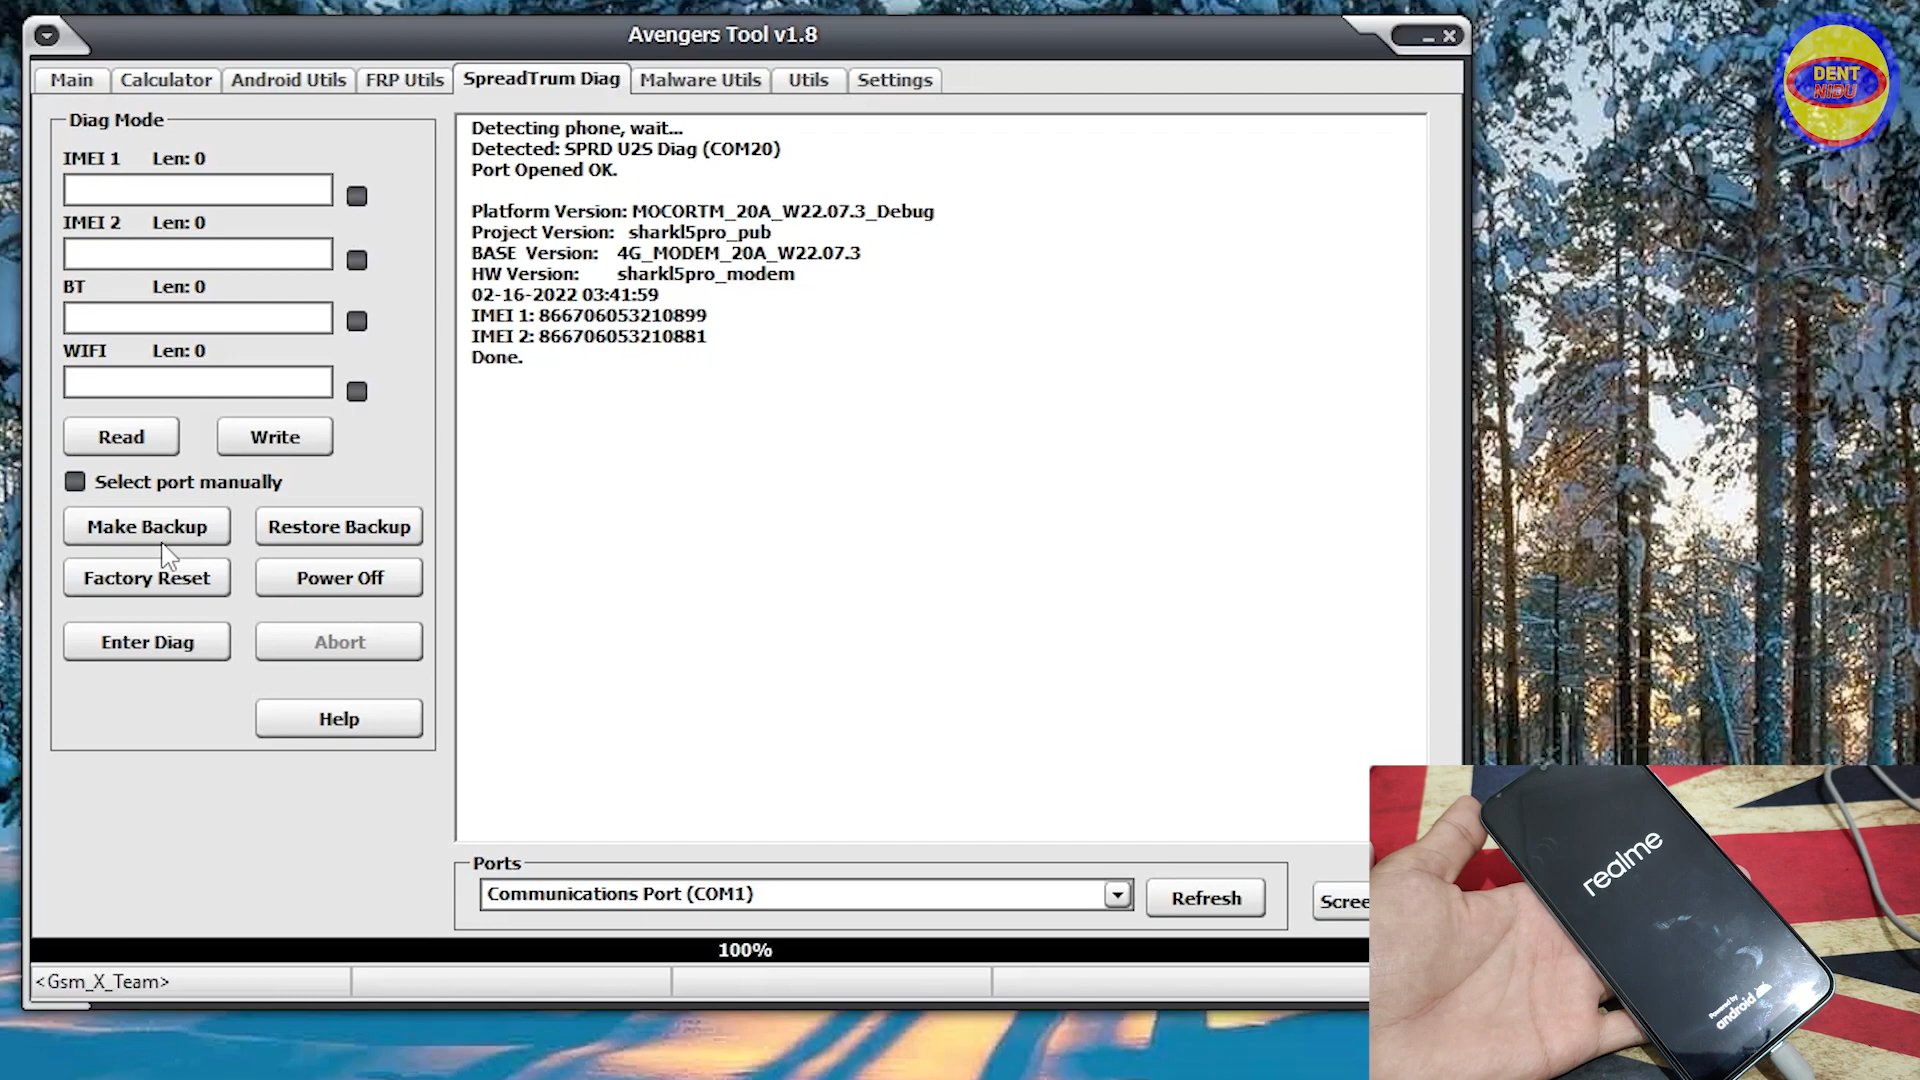 Avengers Tool v1.8
Main Calculator Android Utils FRP Utils SpreadTrum Diag Malware Utils Utils Settings
Diag Mode
IMEI 1 Len: 0
IMEI 2 Len: 0
BT Len: 0
WIFI Len: 0
Read Write
Select port manually
Make Backup Restore Backup
Factory Reset Power Off
Enter Diag Abort
Help
Detecting phone, wait...
Detected: SPRD U2S Diag (COM20)
Port Opened OK.
Platform Version: MOCORTM_20A_W22.07.3_Debug
Project Version: sharkl5pro_pub
BASE Version: 4G_MODEM_20A_W22.07.3
HW Version: sharkl5pro_modem
02-16-2022 03:41:59
IMEI 1: 866706053210899
IMEI 2: 866706053210881
Done.
Ports
Communications Port (COM1) Refresh Scree
100%
<Gsm_X_Team>
DENT
NIDU
realme
Powered by
android